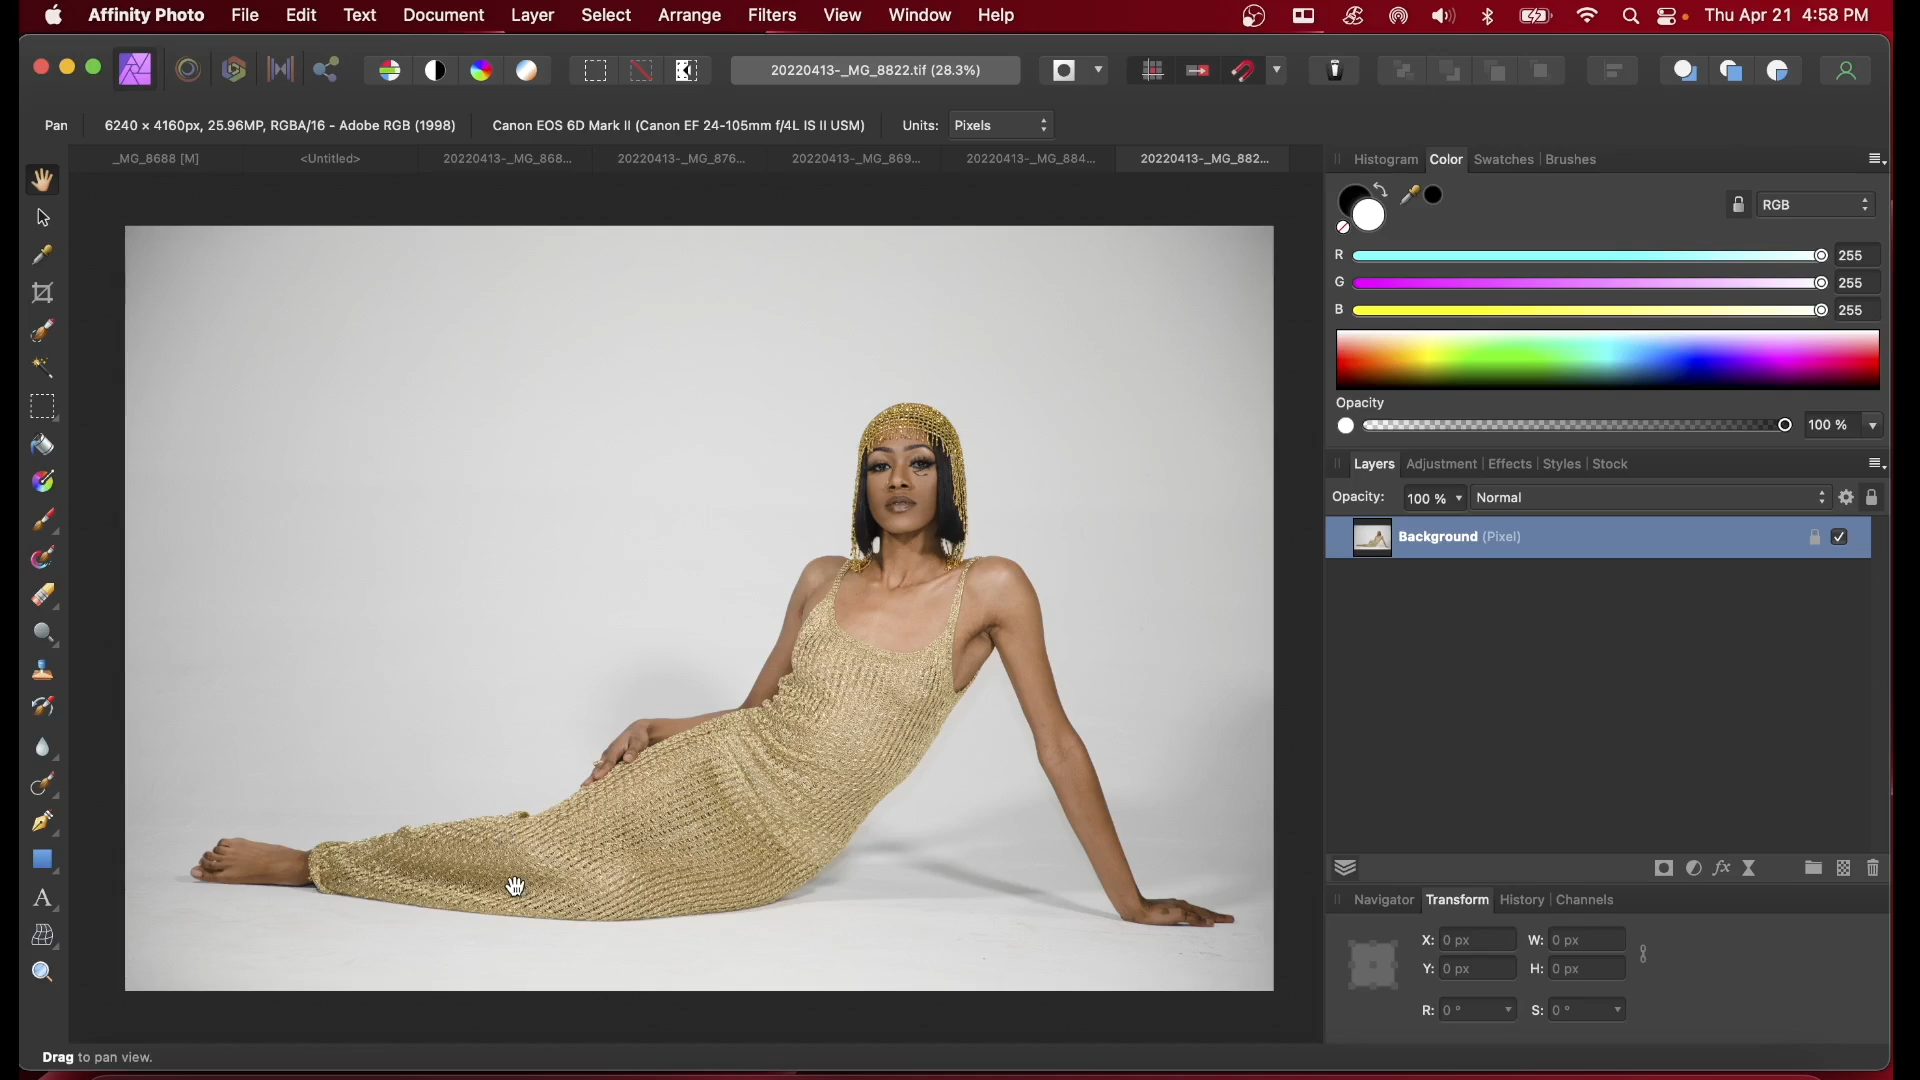 Affinity Photo File Edit Text Document Layer Select Arrange Filters View Window Help Thu Apr 21 4:58 PM
20220413-_MG_8822.tif (28.3%)
Pan 6240 × 4160px, 25.96MP, RGBA/16 - Adobe RGB (1998) Canon EOS 6D Mark II (Canon EF 24-105mm f/4L IS II USM) Units: Pixels
_MG_8688 [M] <Untitled> 20220413-_MG_868... 20220413-_MG_876... 20220413-_MG_869... 20220413-_MG_884... 20220413-_MG_882...
Histogram Color Swatches Brushes
RGB
R 255
G 255
B 255
Opacity
100 %
Layers Adjustment Effects Styles Stock
Opacity: 100 % Normal
Background (Pixel)
fx
Navigator Transform History Channels
X: 0 px W: 0 px
Y: 0 px H: 0 px
R: 0 ° S: 0 °
A
Drag to pan view.